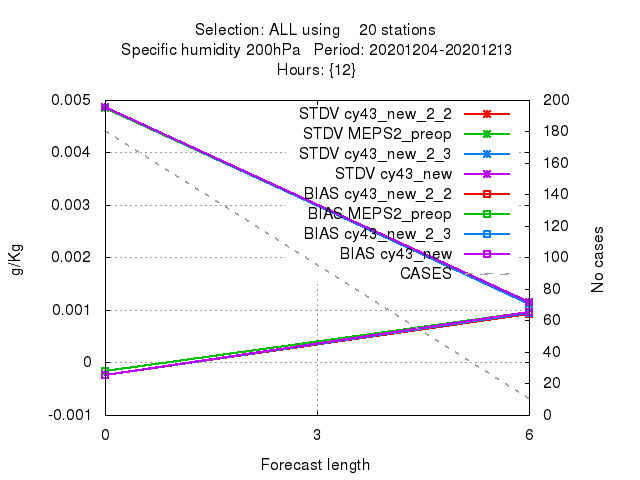 Selection: ALL using    20 stations
Specific humidity 200hPa   Period: 20201204-20201213
Hours: {12}
0.005
0.004
0.003
0.002
0.001
0
-0.001
g/Kg
STDV cy43_new_2_2
STDV MEPS2_preop
STDV cy43_new_2_3
STDV cy43_new
BIAS cy43_new_2_2
BIAS MEPS2_preop
BIAS cy43_new_2_3
BIAS cy43_new
CASES
200
180
160
140
120
100
80
60
40
20
0
No cases
0 3 6
Forecast length